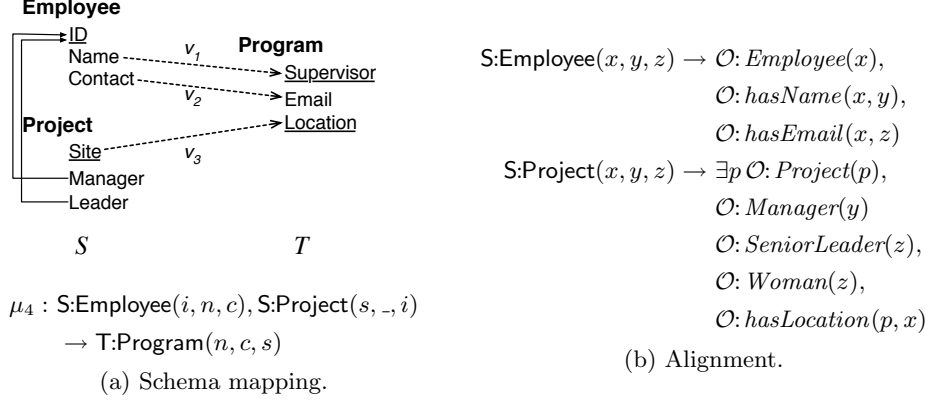 Employee
ID
Name
Contact
Project
Site
Manager
Leader
v₁
v₂
v₃
Program
Supervisor
Email
Location
S
T
μ₄ : S:Employee(i, n, c), S:Project(s, _, i)
→ T:Program(n, c, s)
(a) Schema mapping.
S:Employee(x, y, z) → 𝒪: Employee(x),
𝒪: hasName(x, y),
𝒪: hasEmail(x, z)
S:Project(x, y, z) → ∃p 𝒪: Project(p),
𝒪: Manager(y)
𝒪: SeniorLeader(z),
𝒪: Woman(z),
𝒪: hasLocation(p, x)
(b) Alignment.